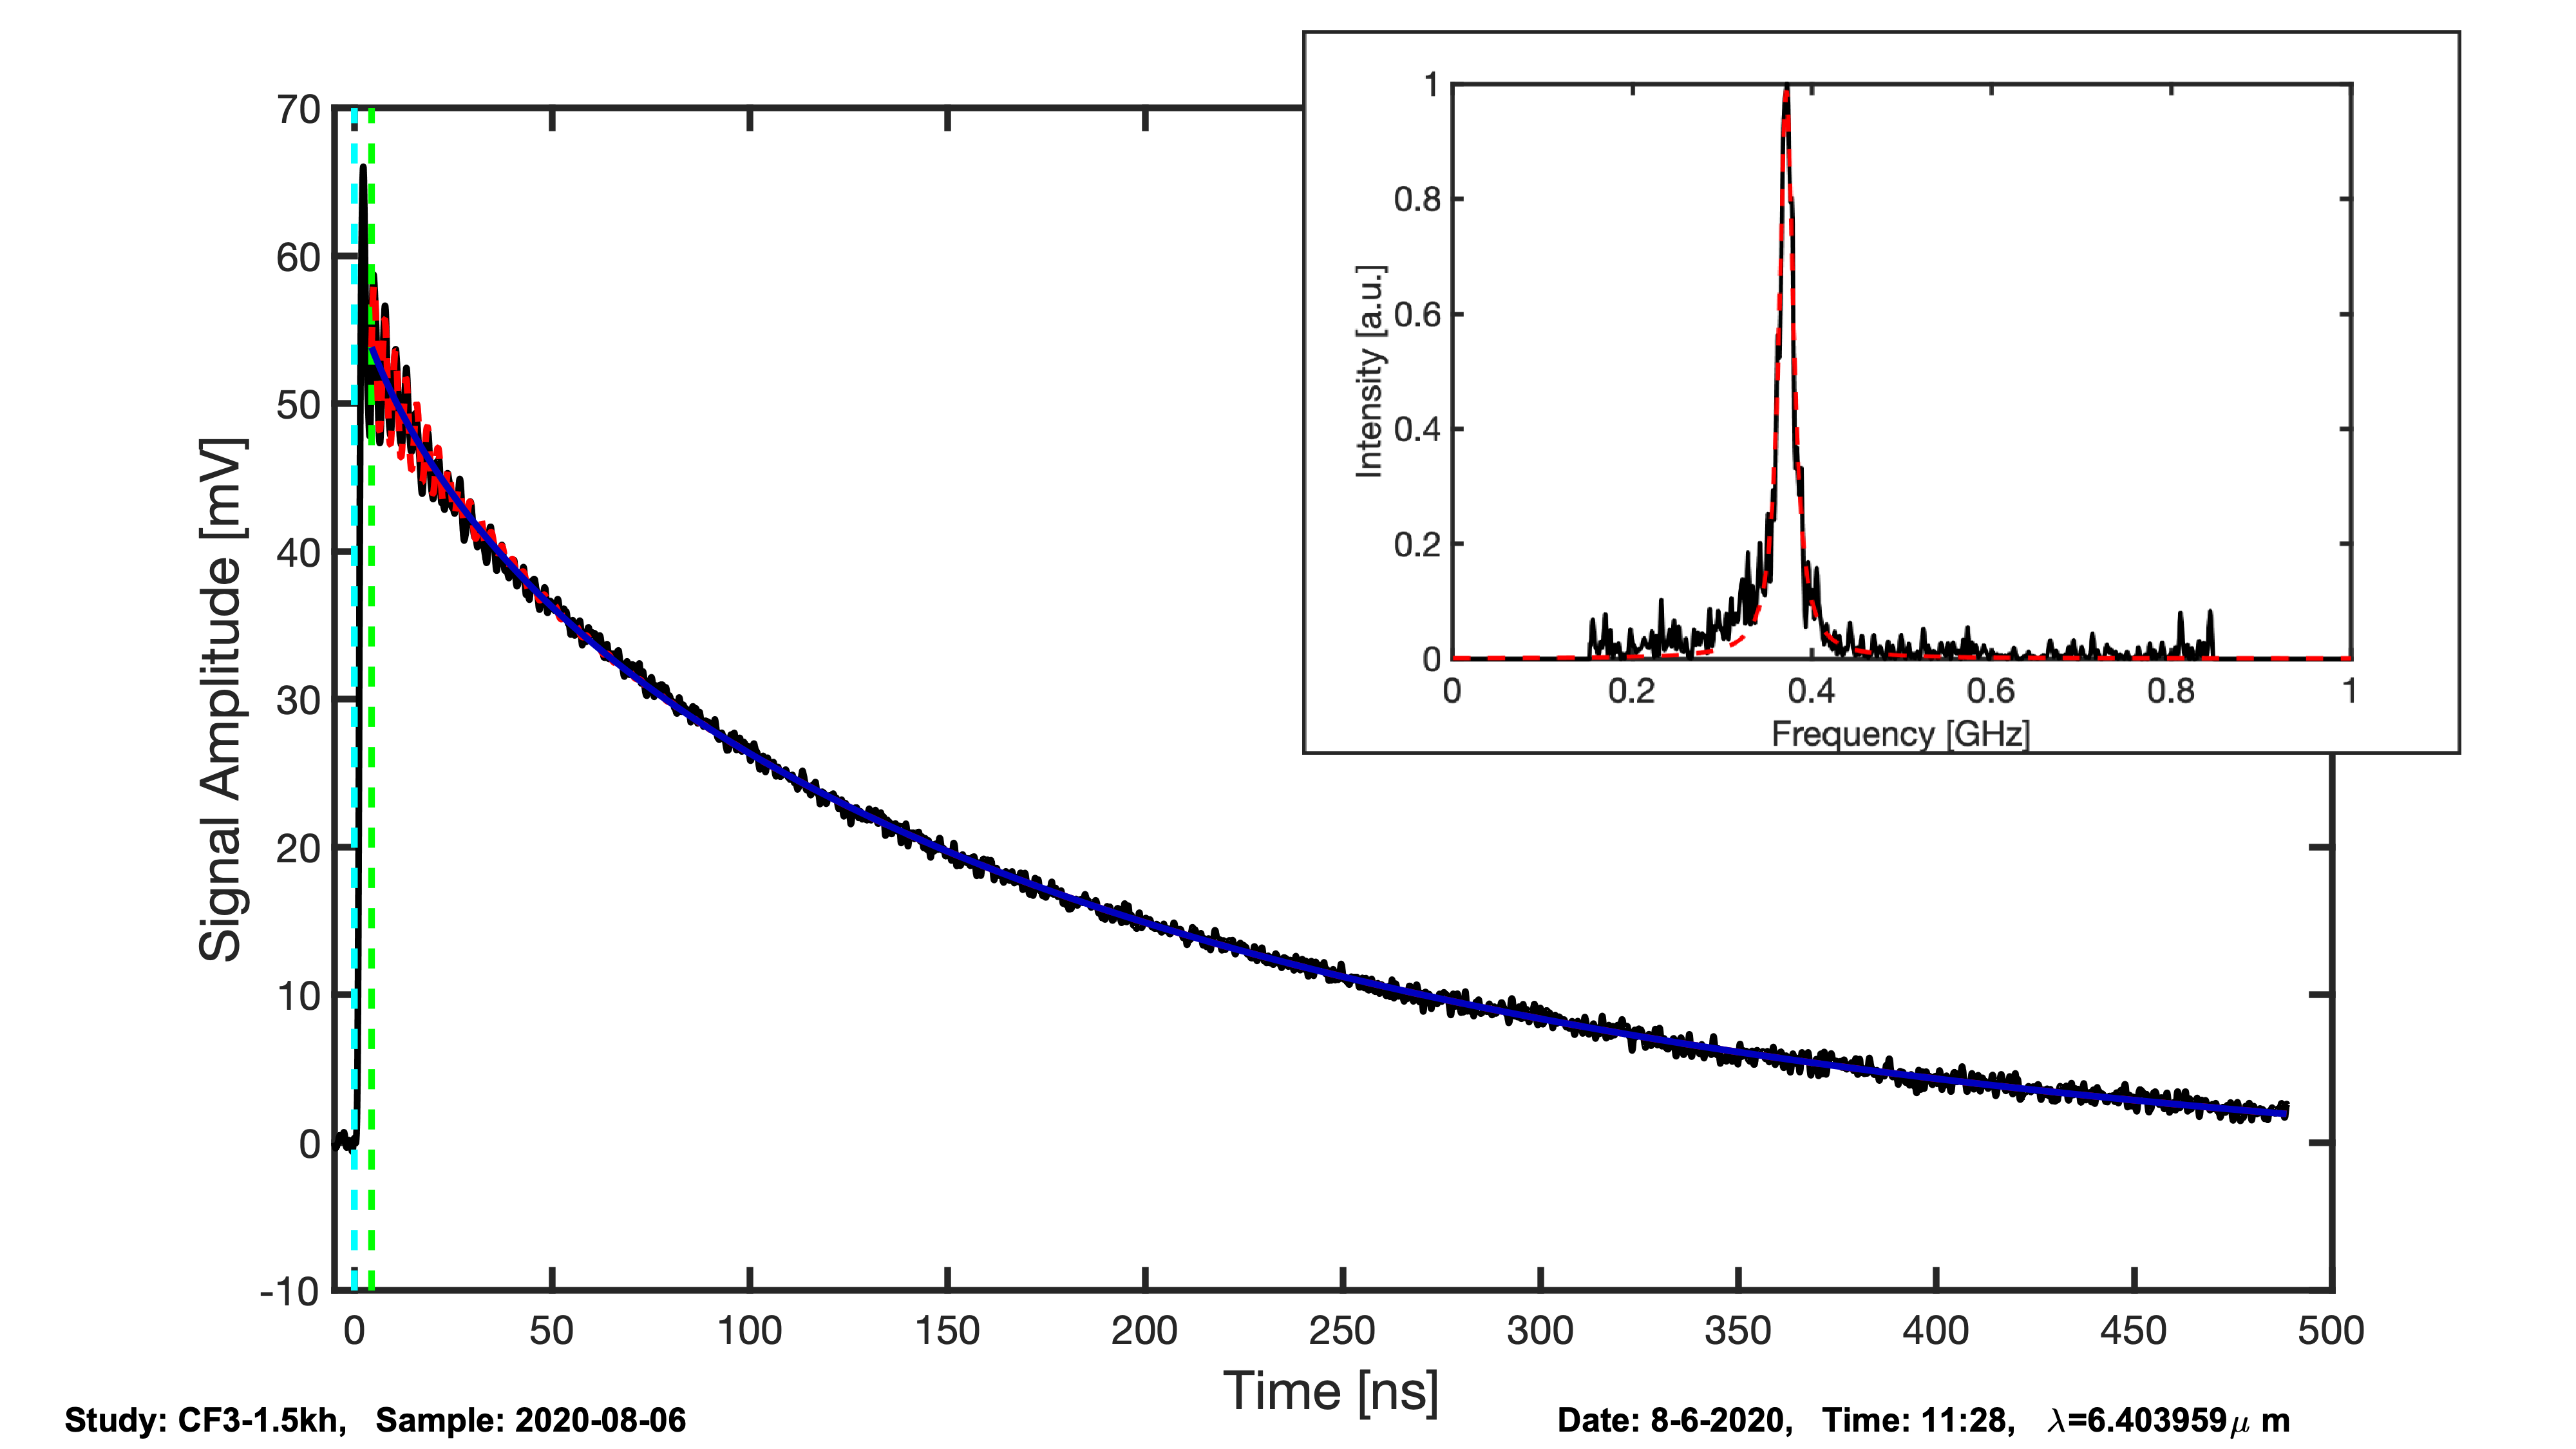 1
0.8
0.6
0.4
0.2
0
Intensity [a.u.]
0 0.2 0.4 0.6 0.8 1
Frequency [GHz]
70
60
50
40
30
20
10
0
-10
Signal Amplitude [mV]
0 50 100 150 200 250 300 350 400 450 500
Time [ns]
Study: CF3-1.5kh, Sample: 2020-08-06
Date: 8-6-2020, Time: 11:28, λ=6.403959μ m